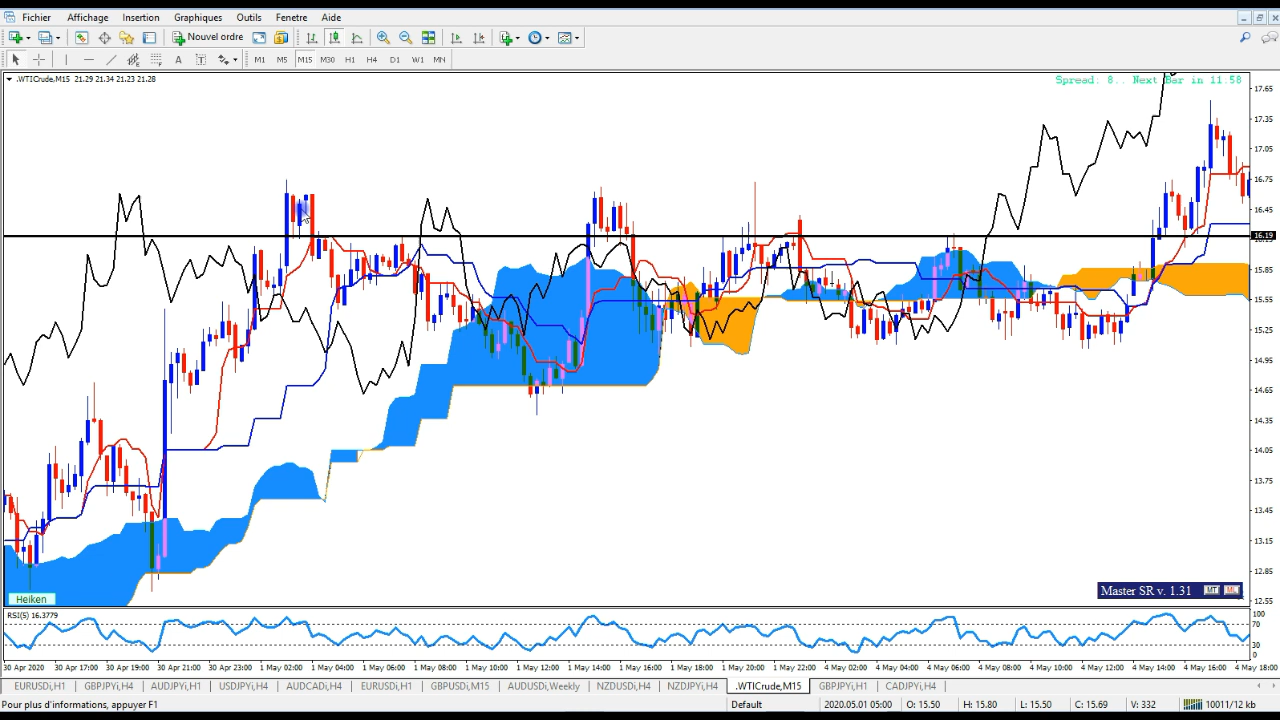 Fichier Affichage Insertion Graphiques Outils Fenetre Aide
Nouvel ordre
A T M1 M5 M15 M30 H1 H4 D1 W1 MN
.WTICrude,M15 21.29 21.34 21.23 21.28
Spread: 8.. Next Bar in 11.58
17.65
17.35
17.05
16.75
16.45
16.19
15.85
15.55
15.25
14.95
14.65
14.35
14.05
13.75
13.45
13.15
12.85
12.55
Heiken
Master SR v. 1.31 MT
RSI(5) 16.3779
100
70
30
0
30 Apr 2020 30 Apr 17:00 30 Apr 19:00 30 Apr 21:00 30 Apr 23:00 1 May 02:00 1 May 04:00 1 May 06:00 1 May 08:00 1 May 10:00 1 May 12:00 1 May 14:00 1 May 16:00 1 May 18:00 1 May 20:00 1 May 22:00 4 May 02:00 4 May 04:00 4 May 06:00 4 May 08:00 4 May 10:00 4 May 12:00 4 May 14:00 4 May 16:00 4 May 18:00
EURUSDi,H1 GBPJPYi,H4 AUDJPYi,H1 USDJPYi,H4 AUDCADi,H4 EURUSDi,H1 GBPUSDi,M15 AUDUSDi,Weekly NZDUSDi,H4 NZDJPYi,H4 .WTICrude,M15 GBPJPYi,H1 CADJPYi,H4
Pour plus d'informations, appuyer F1 Default 2020.05.01 05:00 O: 15.50 H: 15.80 L: 15.50 C: 15.69 V: 332 10011/12 kb